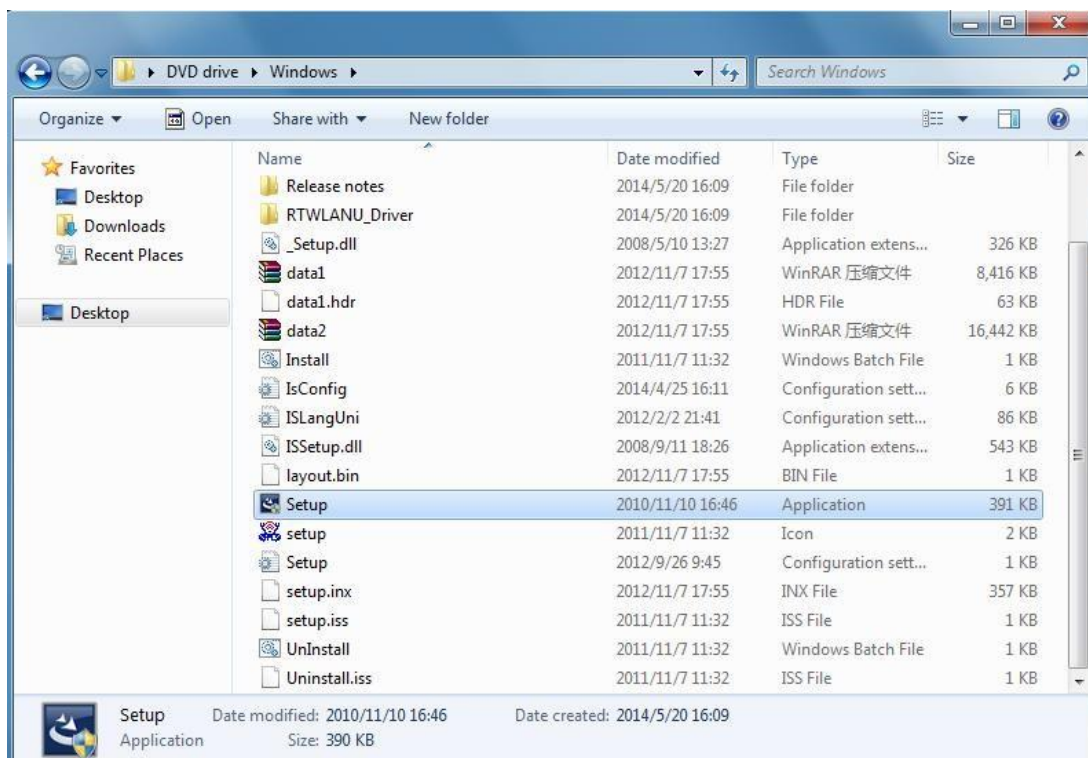 DVD drive Windows Search Windows
Organize Open Share with New folder
Favorites
Desktop
Downloads
Recent Places
Desktop
Name Date modified Type Size
Release notes 2014/5/20 16:09 File folder
RTWLANU_Driver 2014/5/20 16:09 File folder
_Setup.dll 2008/5/10 13:27 Application extens... 326 KB
data1 2012/11/7 17:55 WinRAR 压缩文件 8,416 KB
data1.hdr 2012/11/7 17:55 HDR File 63 KB
data2 2012/11/7 17:55 WinRAR 压缩文件 16,442 KB
Install 2011/11/7 11:32 Windows Batch File 1 KB
IsConfig 2014/4/25 16:11 Configuration sett... 6 KB
ISLangUni 2012/2/2 21:41 Configuration sett... 86 KB
ISSetup.dll 2008/9/11 18:26 Application extens... 543 KB
layout.bin 2012/11/7 17:55 BIN File 1 KB
Setup 2010/11/10 16:46 Application 391 KB
setup 2011/11/7 11:32 Icon 2 KB
Setup 2012/9/26 9:45 Configuration sett... 1 KB
setup.inx 2012/11/7 17:55 INX File 357 KB
setup.iss 2011/11/7 11:32 ISS File 1 KB
UnInstall 2011/11/7 11:32 Windows Batch File 1 KB
Uninstall.iss 2011/11/7 11:32 ISS File 1 KB
Setup Date modified: 2010/11/10 16:46 Date created: 2014/5/20 16:09
Application Size: 390 KB